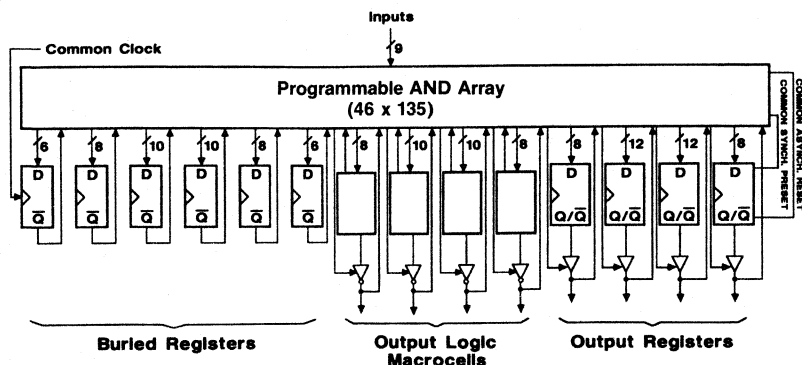 Inputs
9
Common Clock
Programmable AND Array
(46 x 135)
COMMON SYNCH. PRESET
COMMON ASYNCH. RESET
6 8 10 10 8 6 8 10 10 8 8 12 12 8
D D D D D D D D D D
Q̅ Q̅ Q̅ Q̅ Q̅ Q̅ Q/Q̅ Q/Q̅ Q/Q̅ Q/Q̅
Buried Registers
Output Logic
Macrocells
Output Registers